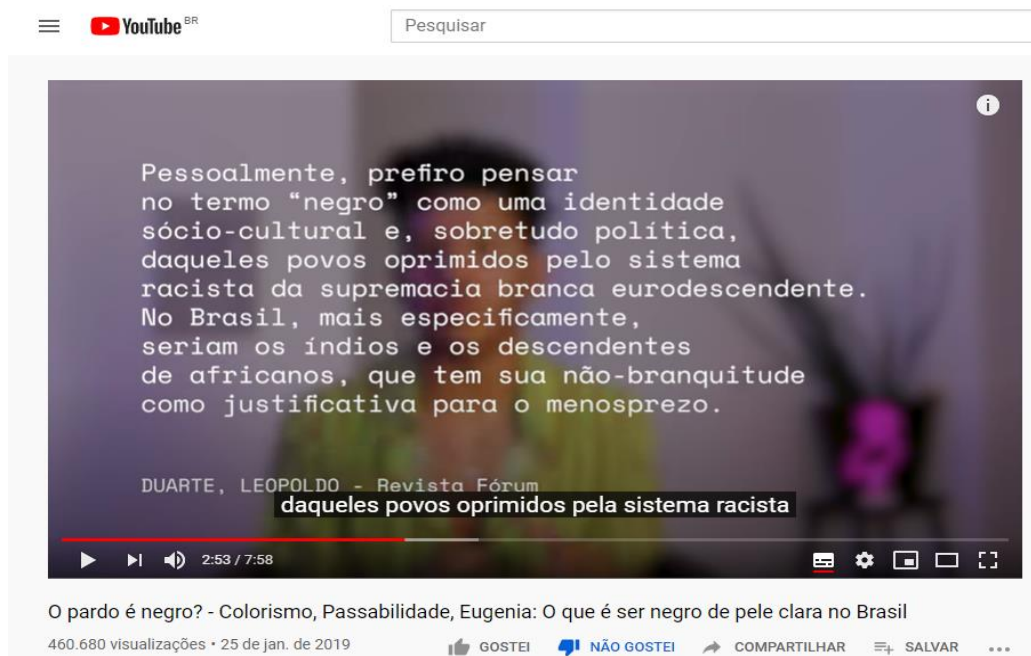 YouTube BR
Pesquisar
Pessoalmente, prefiro pensar
no termo “negro” como uma identidade
sócio-cultural e, sobretudo política,
daqueles povos oprimidos pelo sistema
racista da supremacia branca eurodescendente.
No Brasil, mais especificamente,
seriam os índios e os descendentes
de africanos, que tem sua não-branquitude
como justificativa para o menosprezo.
DUARTE, LEOPOLDO - Revista Fórum
daqueles povos oprimidos pela sistema racista
2:53 / 7:58
O pardo é negro? - Colorismo, Passabilidade, Eugenia: O que é ser negro de pele clara no Brasil
460.680 visualizações • 25 de jan. de 2019 GOSTEI NÃO GOSTEI COMPARTILHAR SALVAR